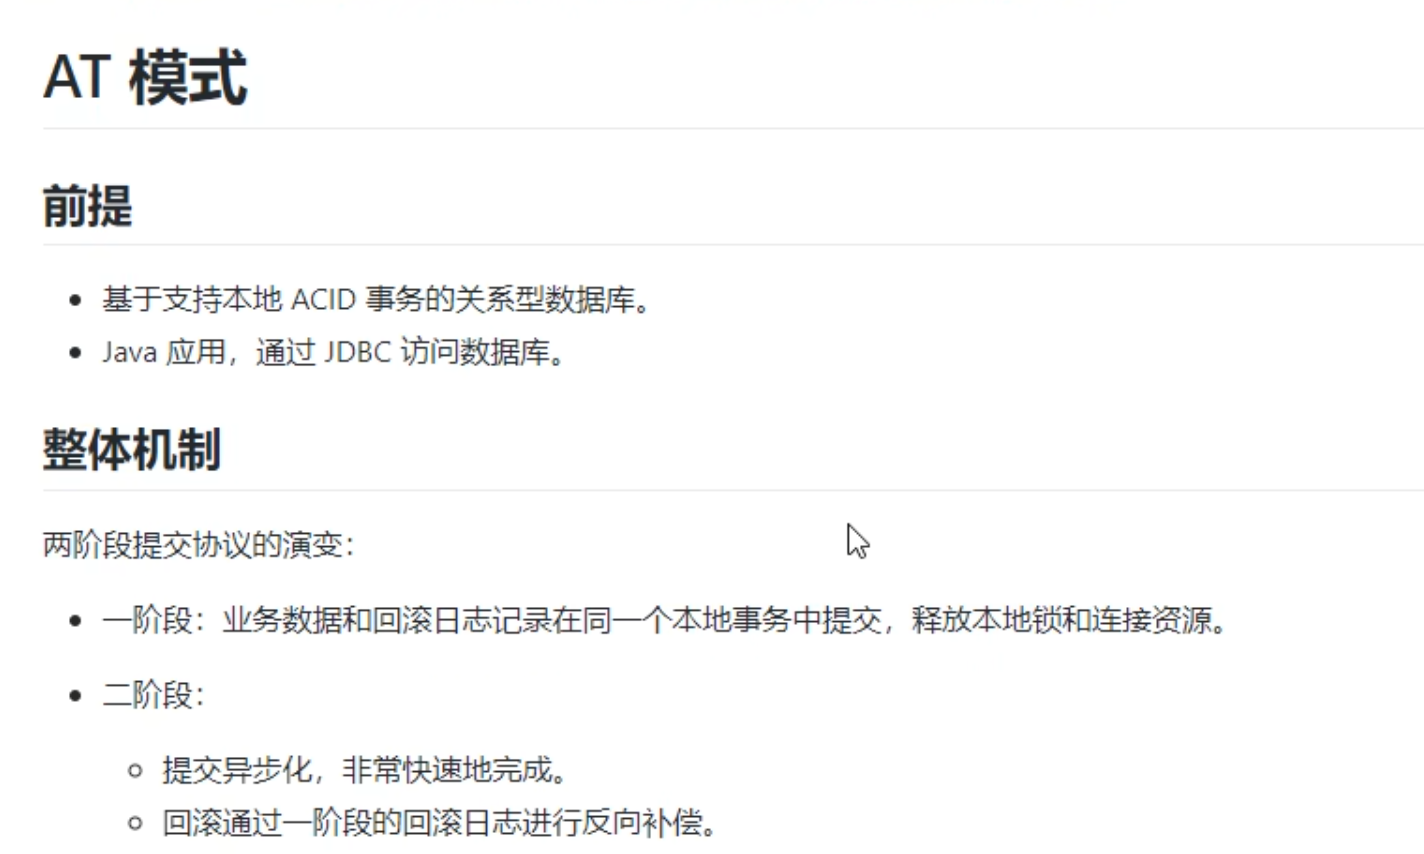 AT 模式
前提
基于支持本地 ACID 事务的关系型数据库。
Java 应用，通过 JDBC 访问数据库。
整体机制
两阶段提交协议的演变：
一阶段：业务数据和回滚日志记录在同一个本地事务中提交，释放本地锁和连接资源。
二阶段：
提交异步化，非常快速地完成。
回滚通过一阶段的回滚日志进行反向补偿。